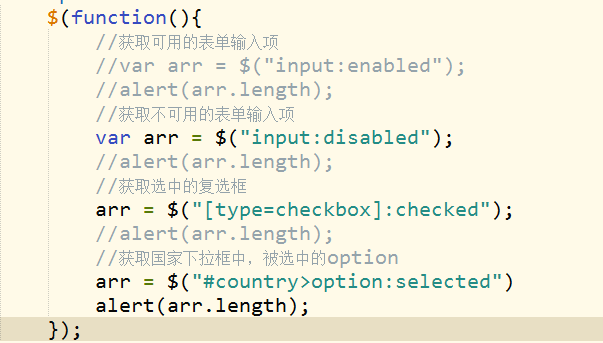 $(function(){
//获取可用的表单输入项
//var arr = $("input:enabled");
//alert(arr.length);
//获取不可用的表单输入项
var arr = $("input:disabled");
//alert(arr.length);
//获取选中的复选框
arr = $("[type=checkbox]:checked");
//alert(arr.length);
//获取国家下拉框中，被选中的option
arr = $("#country>option:selected")
alert(arr.length);
});